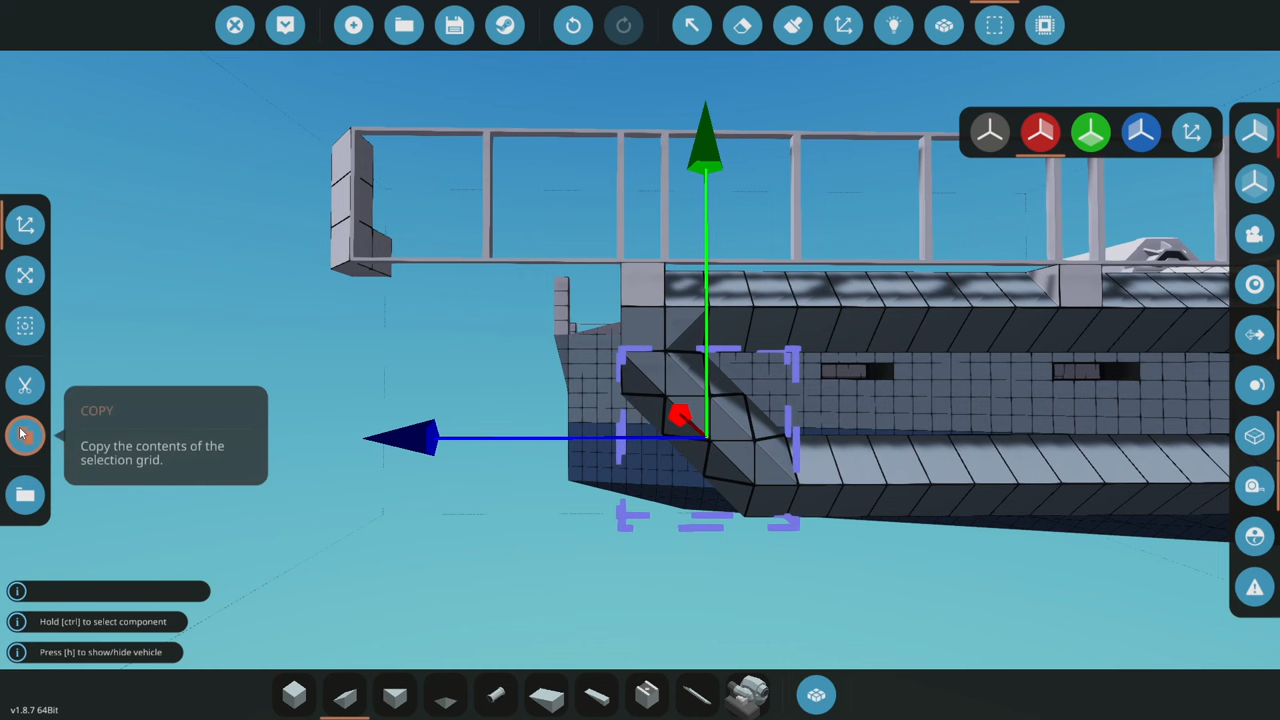 COPY
Copy the contents of the
selection grid.
Hold [ctrl] to select component
Press [h] to show/hide vehicle
v1.8.7 64Bit